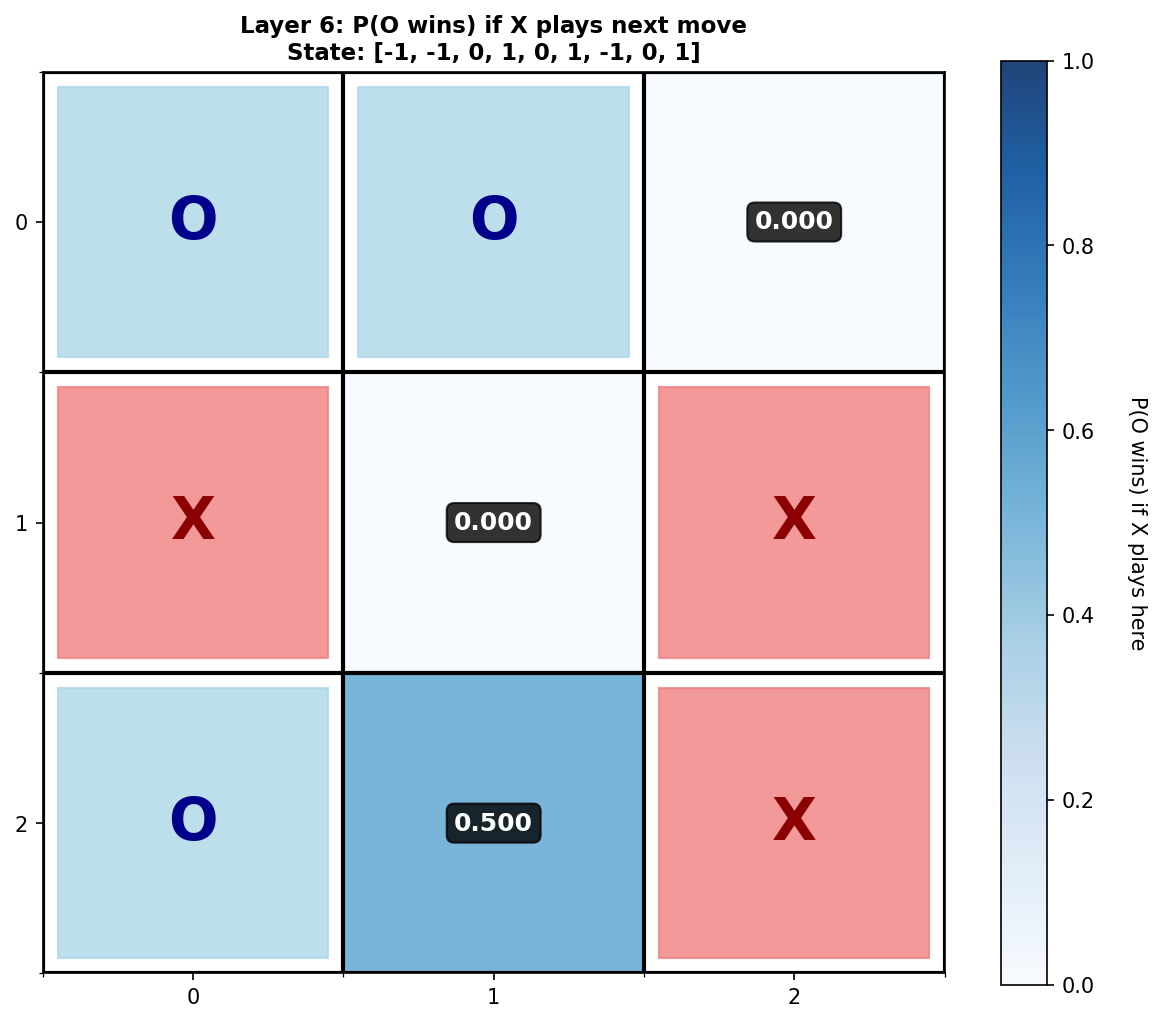 Layer 6: P(O wins) if X plays next move
State: [-1, -1, 0, 1, 0, 1, -1, 0, 1]
0
O
O
0.000
1
X
0.000
X
2
O
0.500
X
0
1
2
1.0
0.8
0.6
0.4
0.2
0.0
P(O wins) if X plays here